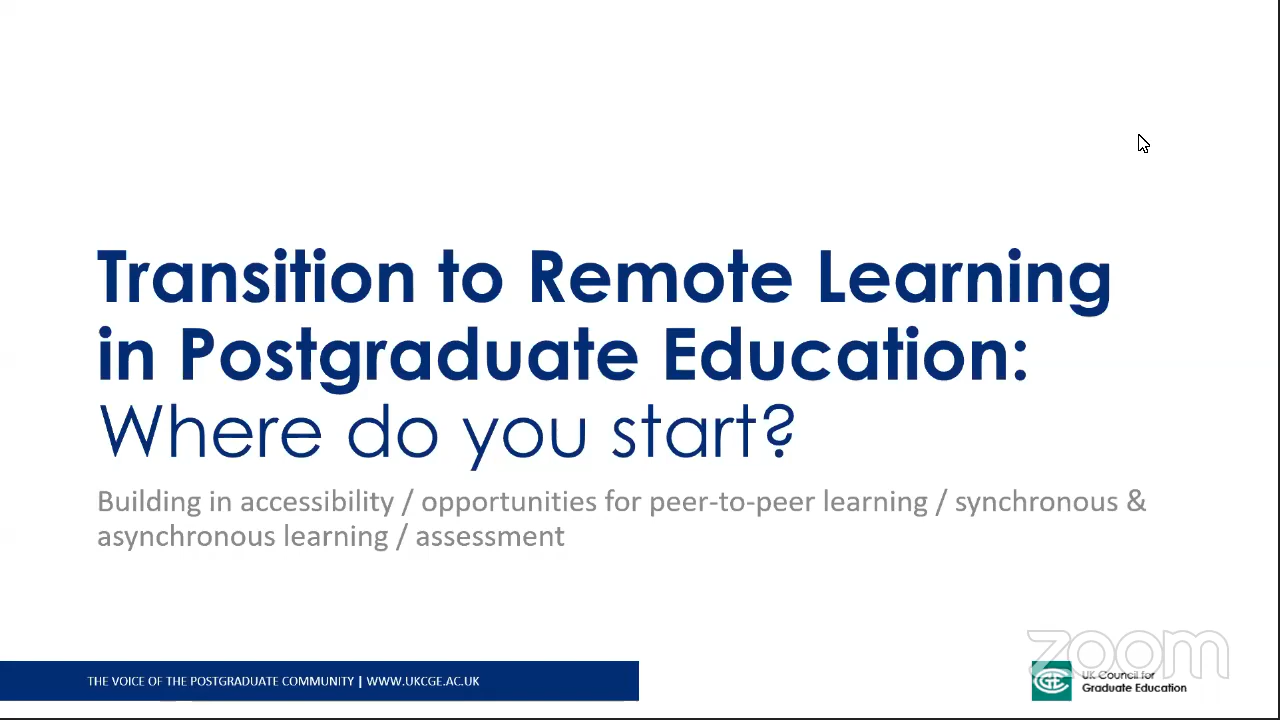 Transition to Remote Learning
in Postgraduate Education:
Where do you start?
Building in accessibility / opportunities for peer-to-peer learning / synchronous &
asynchronous learning / assessment
THE VOICE OF THE POSTGRADUATE COMMUNITY | WWW.UKCGE.AC.UK
zoom
UK Council for
Graduate Education